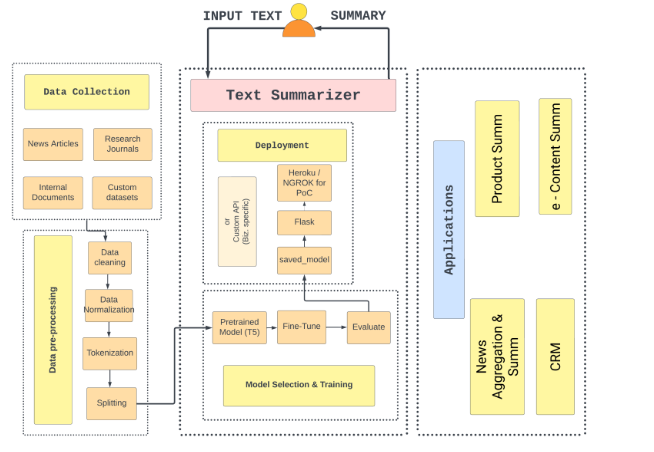 INPUT TEXT
SUMMARY
Data Collection
News Articles
Research
Journals
Internal
Documents
Custom
datasets
Data pre-processing
Data
cleaning
Data
Normalization
Tokenization
Splitting
Text Summarizer
Deployment
or
Custom API
(Biz. specific)
Heroku /
NGROK for
PoC
Flask
saved_model
Pretrained
Model (T5)
Fine-Tune
Evaluate
Model Selection & Training
Applications
Product Summ
e - Content Summ
News
Aggregation &
Summ
CRM